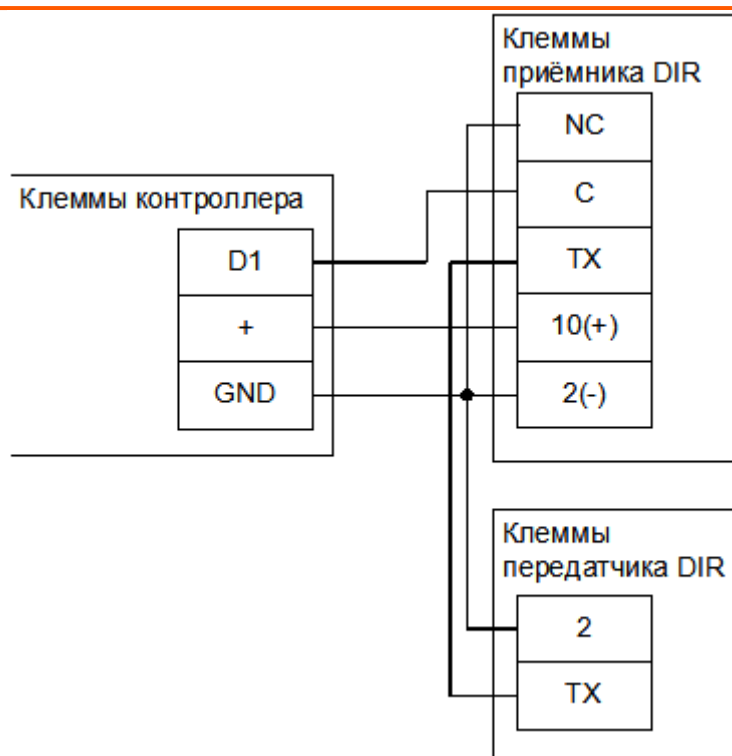 Клеммы
приёмника DIR
NC
C
TX
10(+)
2(-)
Клеммы контроллера
D1
+
GND
Клеммы
передатчика DIR
2
TX